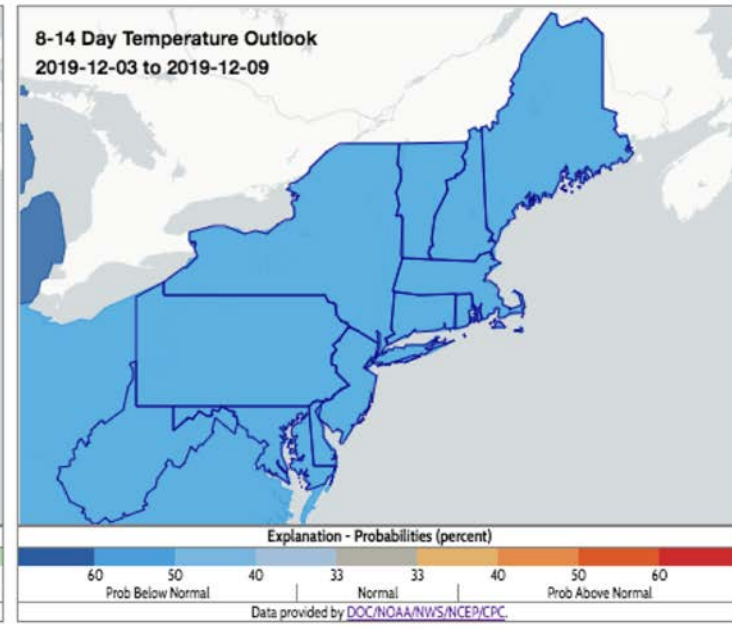 8-14 Day Temperature Outlook
2019-12-03 to 2019-12-09
Explanation - Probabilities (percent)
60 50 40 33 33 40 50 60
Prob Below Normal Normal Prob Above Normal
Data provided by DOC/NOAA/NWS/NCEP/CPC.